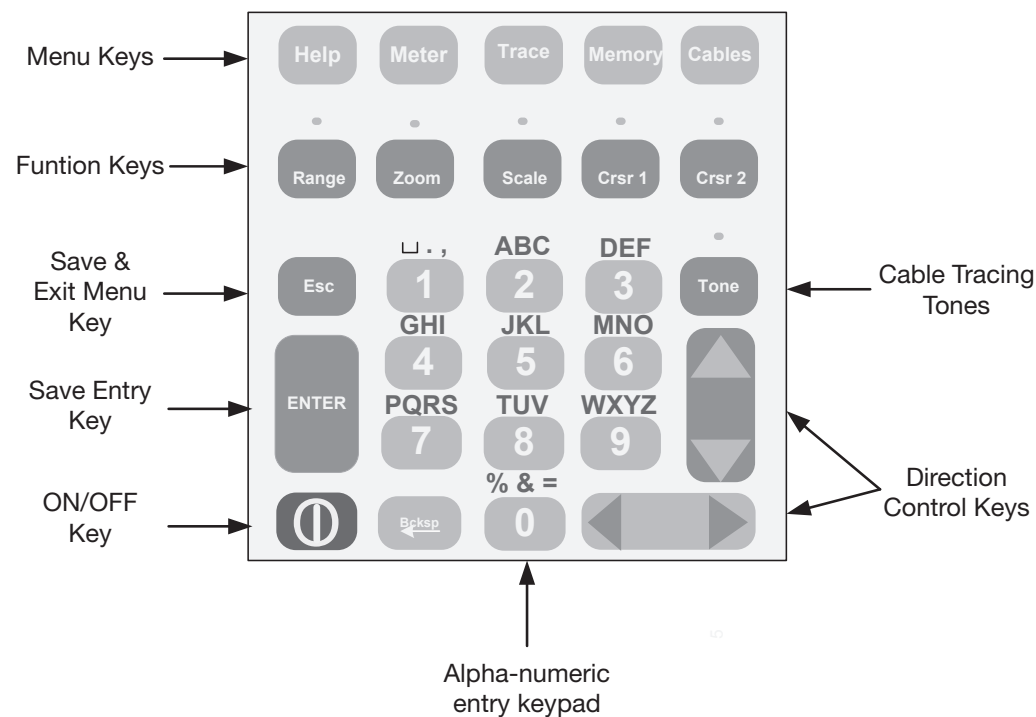 Menu Keys
Help Meter Trace Memory Cables
Funtion Keys
Range Zoom Scale Crsr 1 Crsr 2
Save &
Exit Menu
Key
Esc
␣ . , ABC DEF
1 2 3
Tone
Cable Tracing
Tones
GHI JKL MNO
4 5 6
Save Entry
Key
ENTER
PQRS TUV WXYZ
7 8 9
% & =
ON/OFF
Key
Bcksp
0
Direction
Control Keys
5
Alpha-numeric
entry keypad